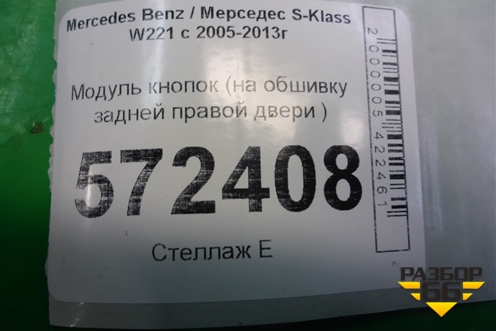 Mercedes Benz / Мерседес S-Klass
W221 с 2005-2013г
Модуль кнопок (на обшивку
задней правой двери )
572408
Стеллаж Е
2000005422461
РАЗБОР
66